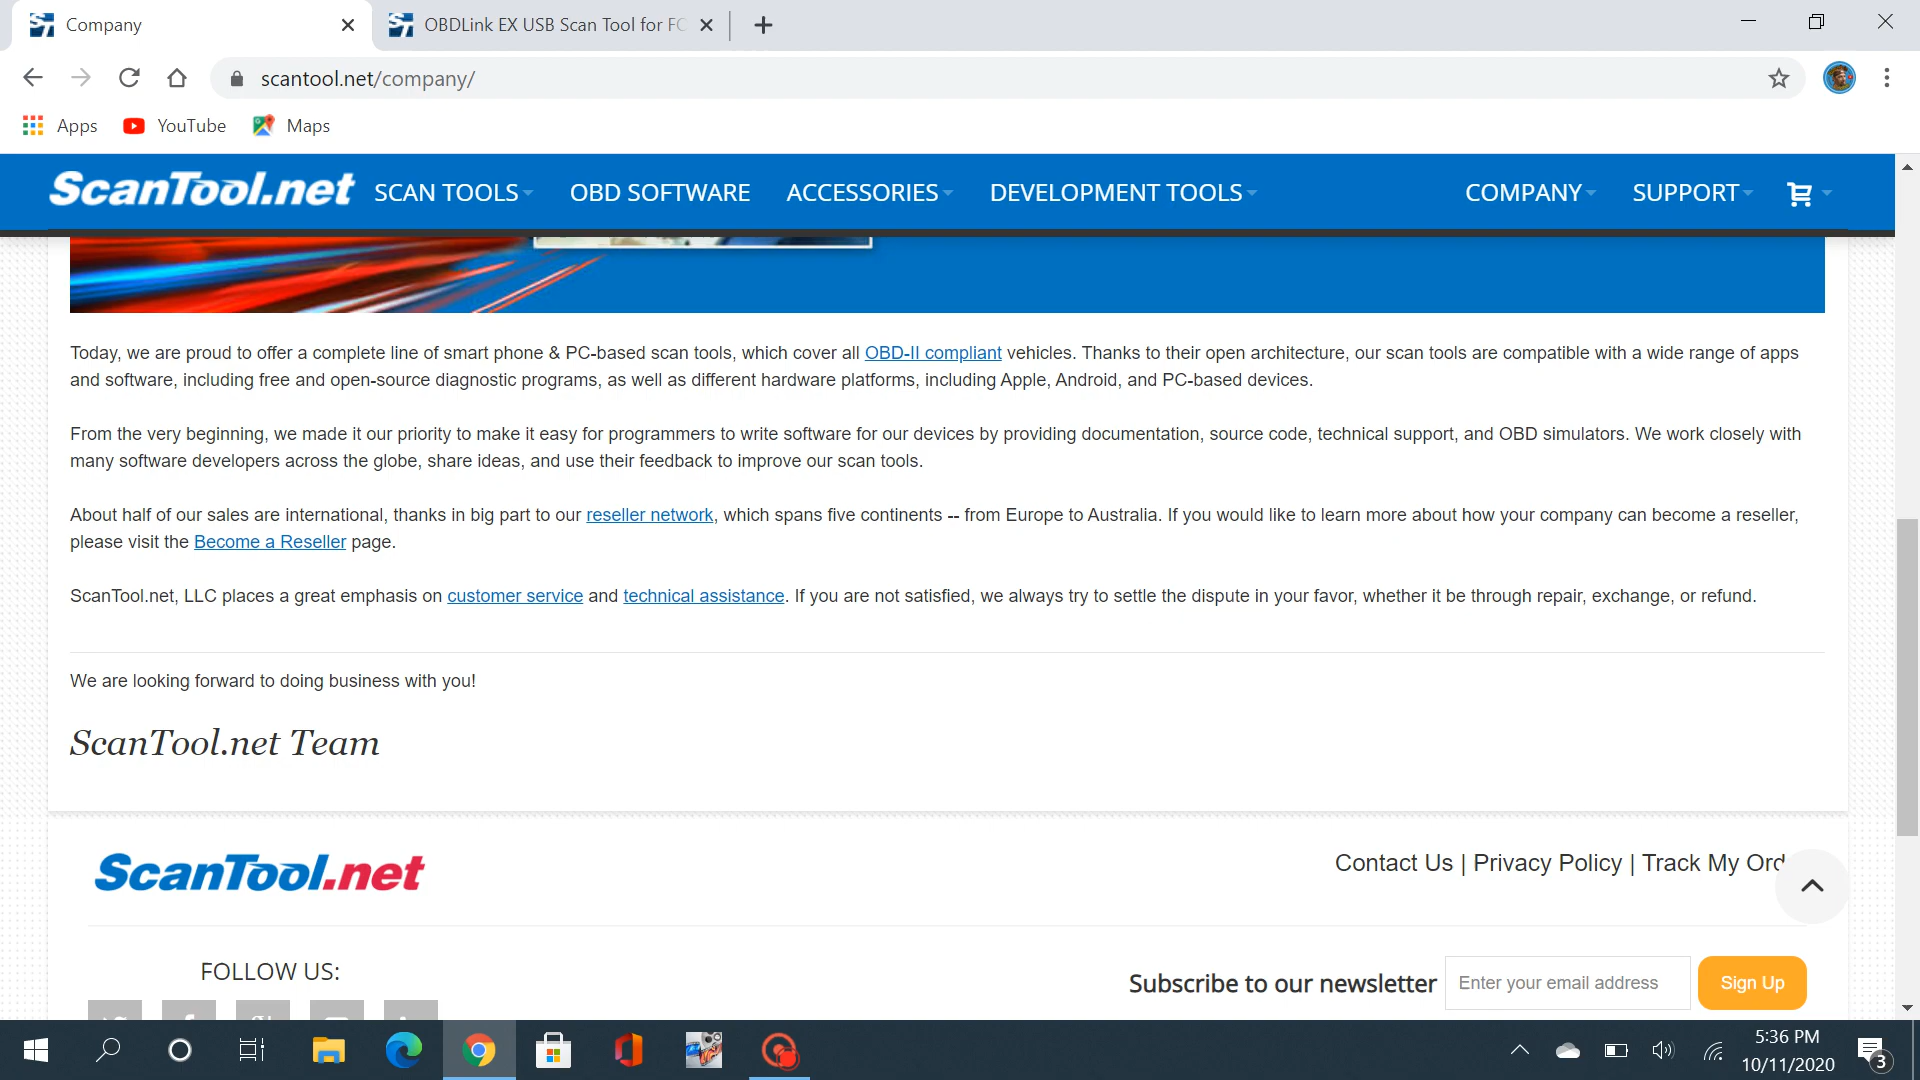 Company
OBDLink EX USB Scan Tool for FO
scantool.net/company/
Apps YouTube Maps
ScanTool.net SCAN TOOLS OBD SOFTWARE ACCESSORIES DEVELOPMENT TOOLS COMPANY SUPPORT
Today, we are proud to offer a complete line of smart phone & PC-based scan tools, which cover all OBD-II compliant vehicles. Thanks to their open architecture, our scan tools are compatible with a wide range of apps
and software, including free and open-source diagnostic programs, as well as different hardware platforms, including Apple, Android, and PC-based devices.
From the very beginning, we made it our priority to make it easy for programmers to write software for our devices by providing documentation, source code, technical support, and OBD simulators. We work closely with
many software developers across the globe, share ideas, and use their feedback to improve our scan tools.
About half of our sales are international, thanks in big part to our reseller network, which spans five continents -- from Europe to Australia. If you would like to learn more about how your company can become a reseller,
please visit the Become a Reseller page.
ScanTool.net, LLC places a great emphasis on customer service and technical assistance. If you are not satisfied, we always try to settle the dispute in your favor, whether it be through repair, exchange, or refund.
We are looking forward to doing business with you!
ScanTool.net Team
ScanTool.net
Contact Us | Privacy Policy | Track My Ord
FOLLOW US:
Subscribe to our newsletter Enter your email address Sign Up
5:36 PM
10/11/2020
3